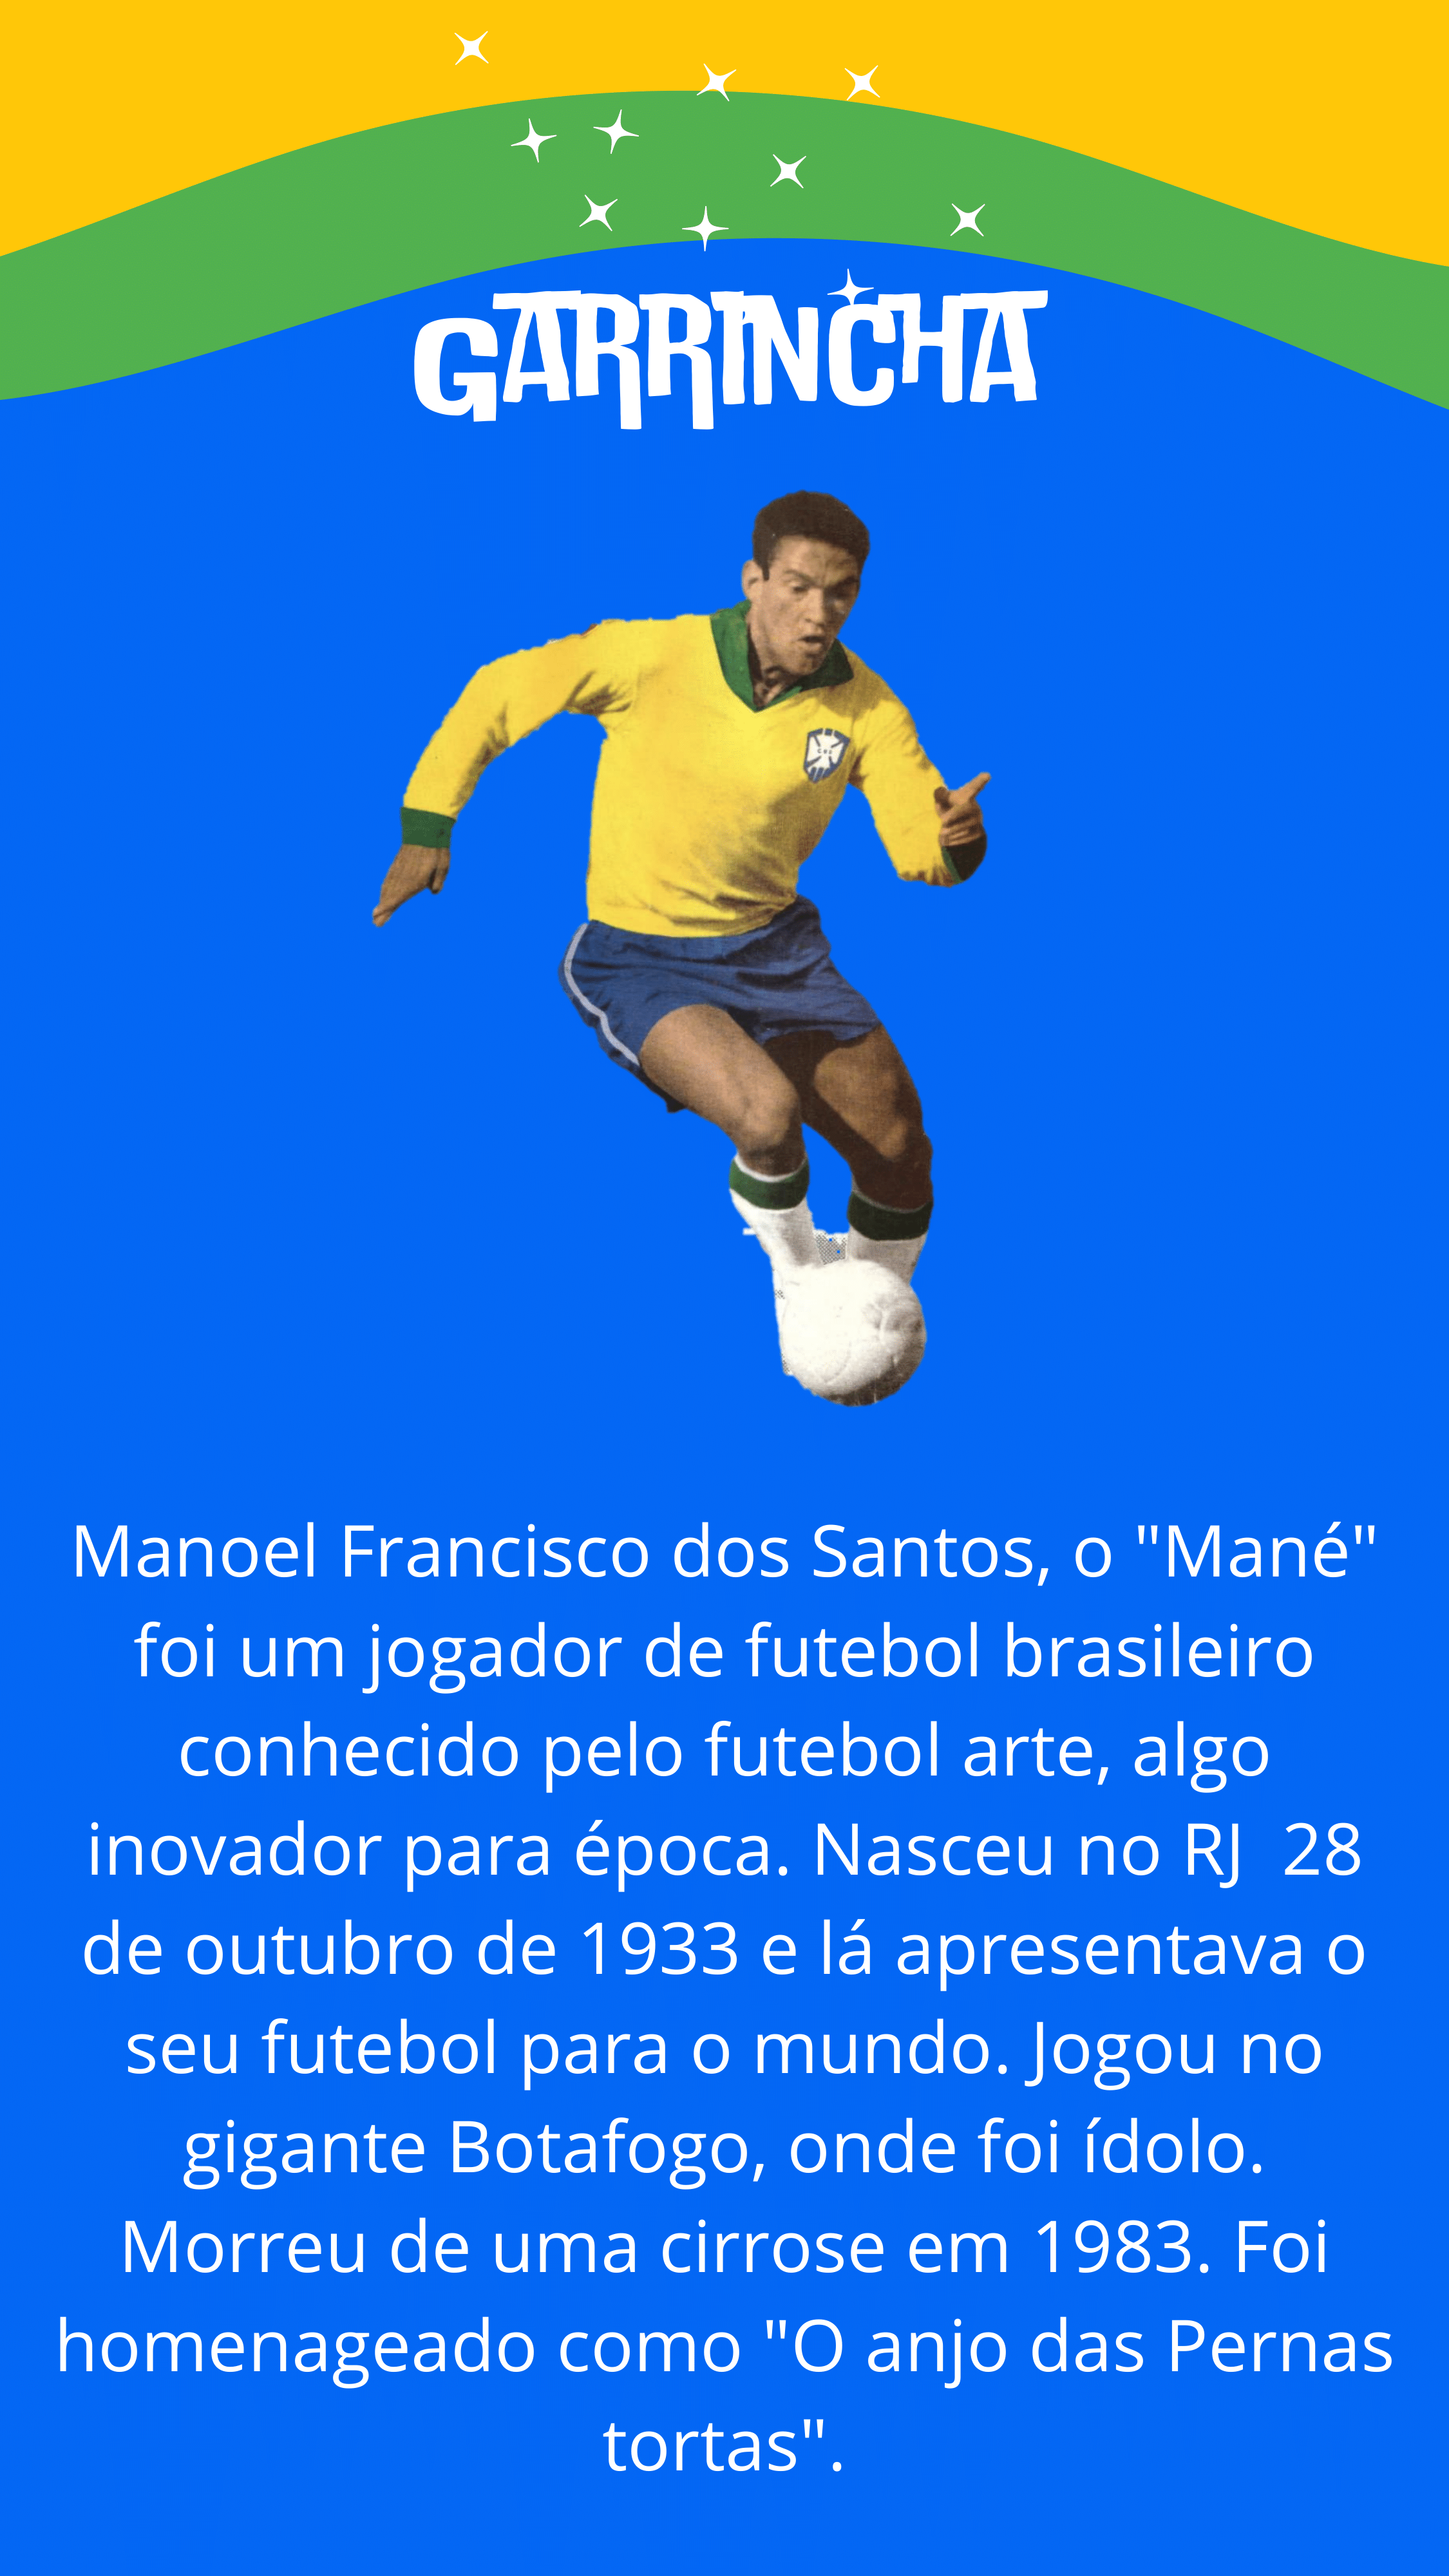 GARRINCHA
Manoel Francisco dos Santos, o "Mané"
foi um jogador de futebol brasileiro
conhecido pelo futebol arte, algo
inovador para época. Nasceu no RJ  28
de outubro de 1933 e lá apresentava o
seu futebol para o mundo. Jogou no
gigante Botafogo, onde foi ídolo.
Morreu de uma cirrose em 1983. Foi
homenageado como "O anjo das Pernas
tortas".